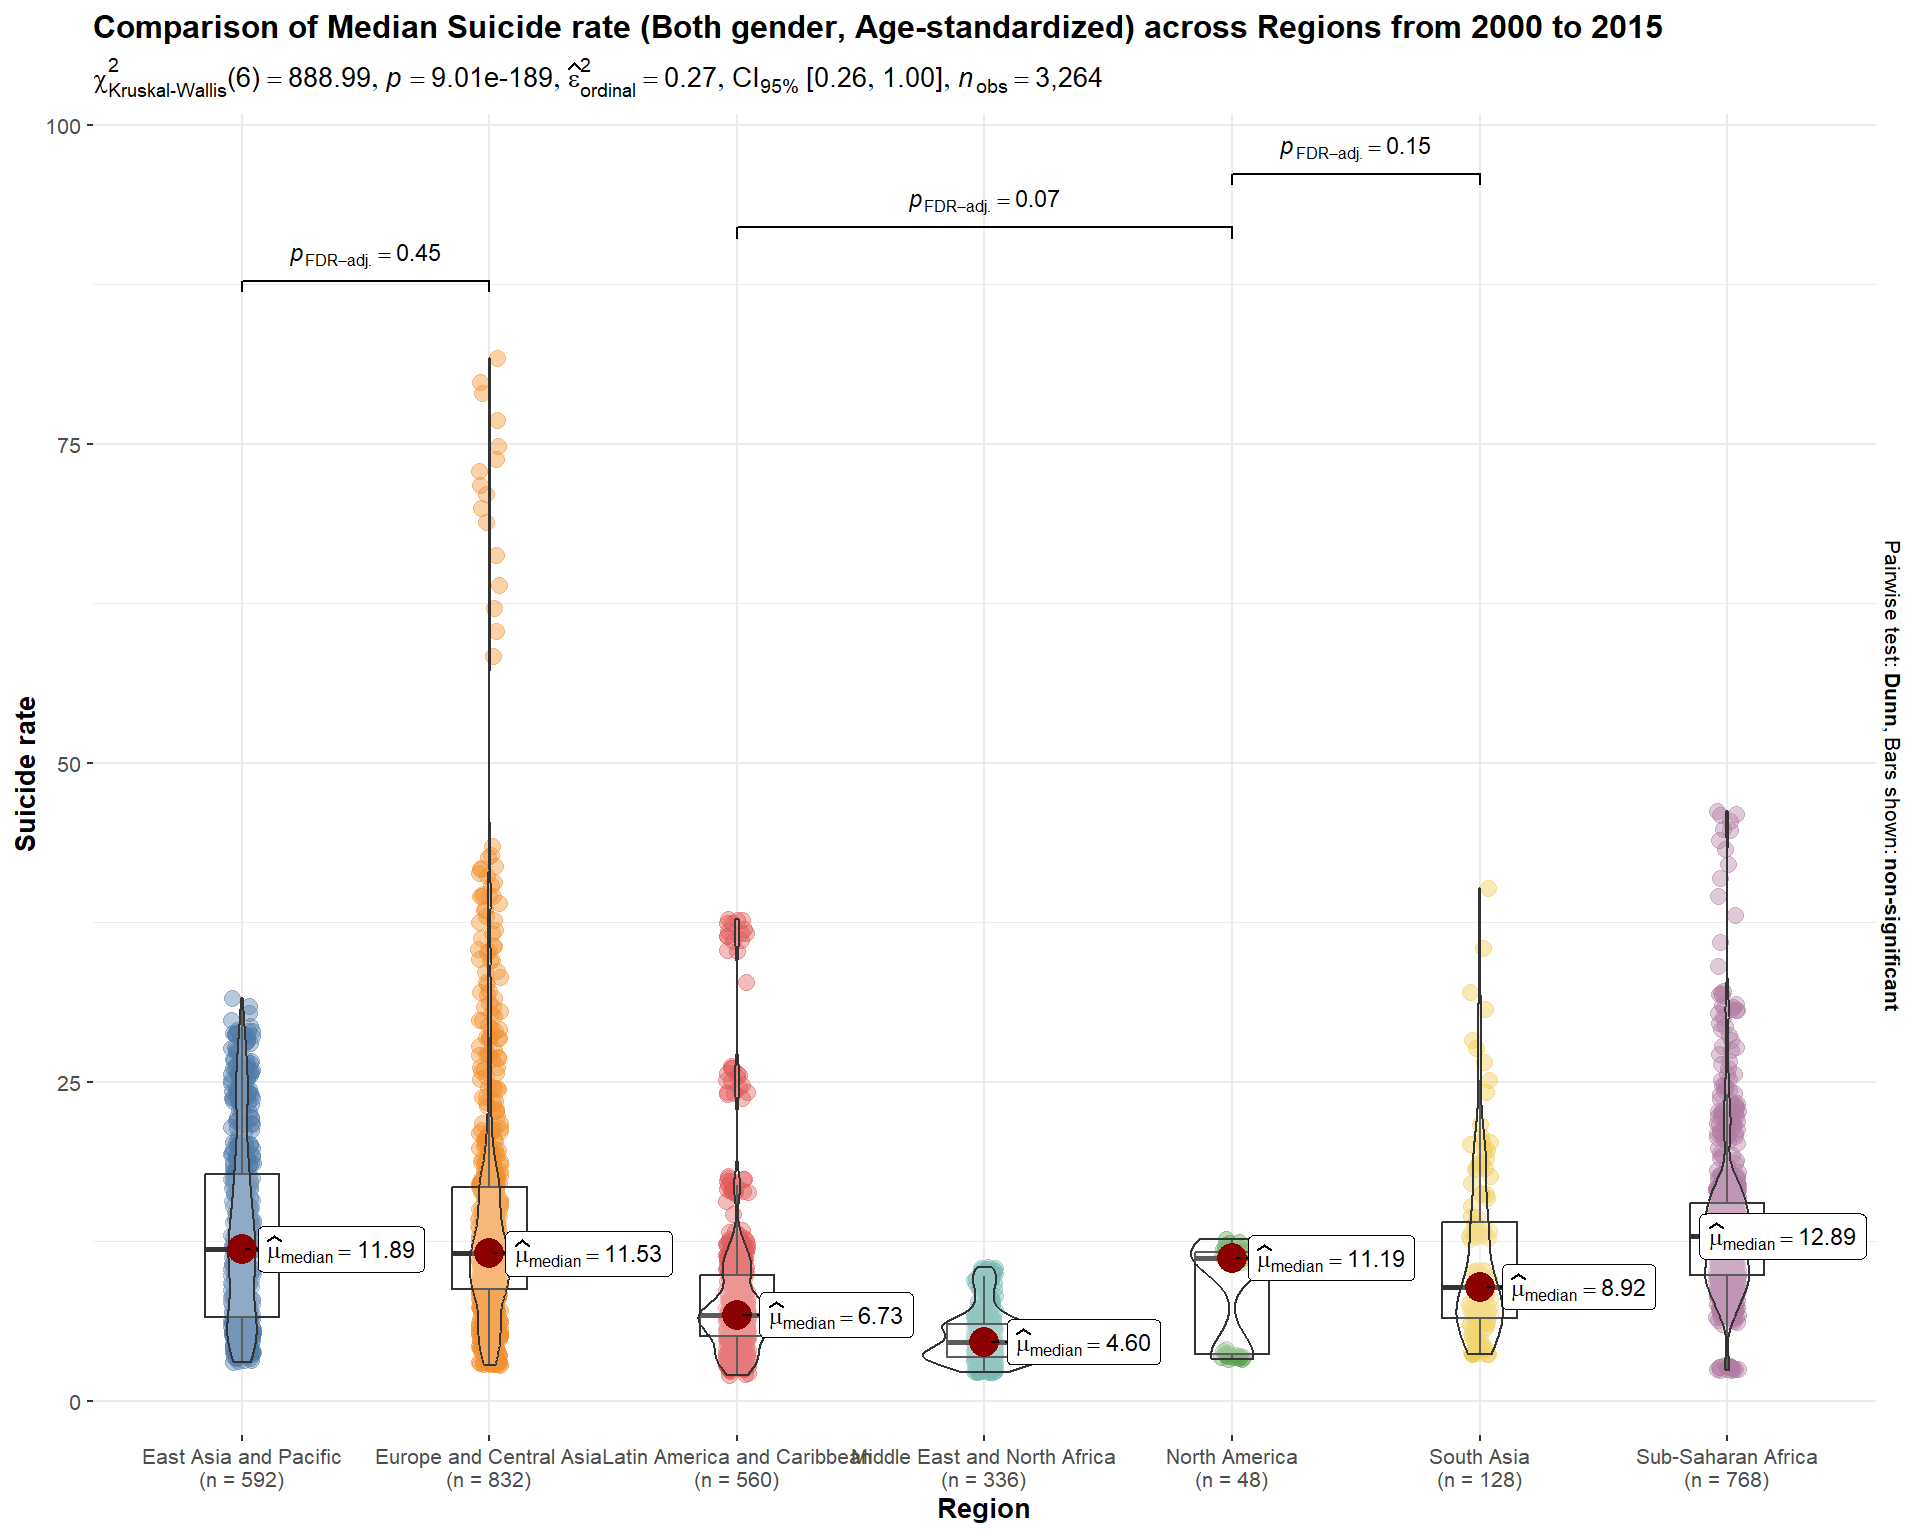 Comparison of Median Suicide rate (Both gender, Age-standardized) across Regions from 2000 to 2015
χ²Kruskal-Wallis(6) = 888.99, p = 9.01e-189, ε̂²ordinal = 0.27, CI95% [0.26, 1.00], nobs = 3,264
100
75
50
25
0
Suicide rate
pFDR−adj. = 0.15
pFDR−adj. = 0.07
pFDR−adj. = 0.45
μ̂median = 11.89
μ̂median = 11.53
μ̂median = 6.73
μ̂median = 4.60
μ̂median = 11.19
μ̂median = 8.92
μ̂median = 12.89
Pairwise test: Dunn, Bars shown: non-significant
East Asia and Pacific
(n = 592)
Europe and Central Asia
(n = 832)
Latin America and Caribbean
(n = 560)
Middle East and North Africa
(n = 336)
North America
(n = 48)
South Asia
(n = 128)
Sub-Saharan Africa
(n = 768)
Region